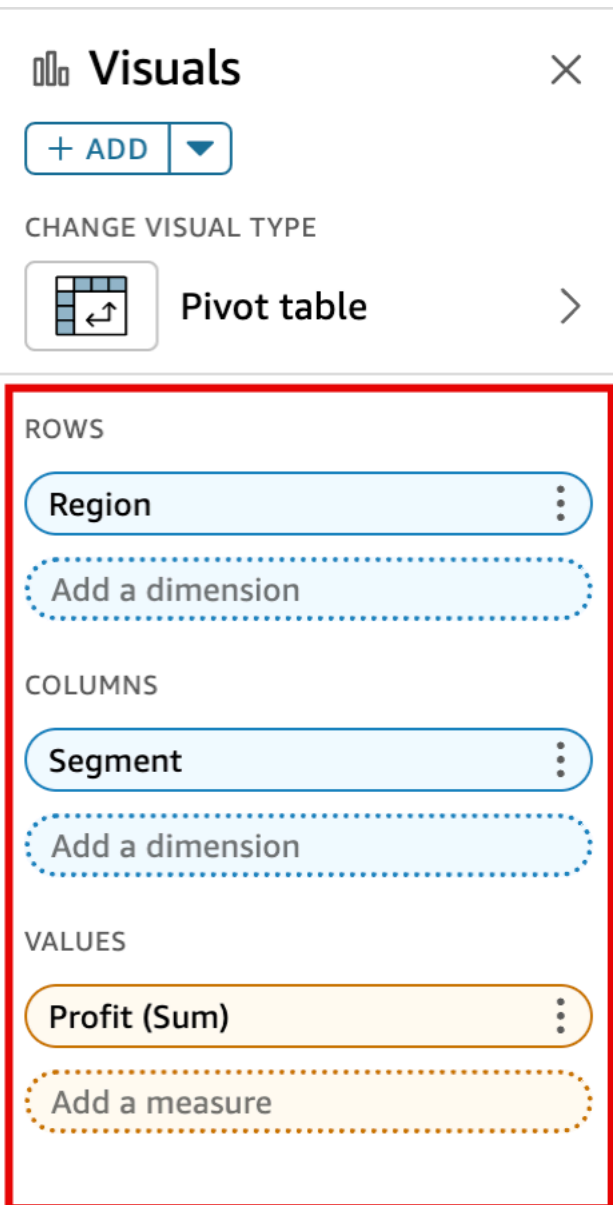 Visuals
+ ADD
CHANGE VISUAL TYPE
Pivot table
ROWS
Region
Add a dimension
COLUMNS
Segment
Add a dimension
VALUES
Profit (Sum)
Add a measure